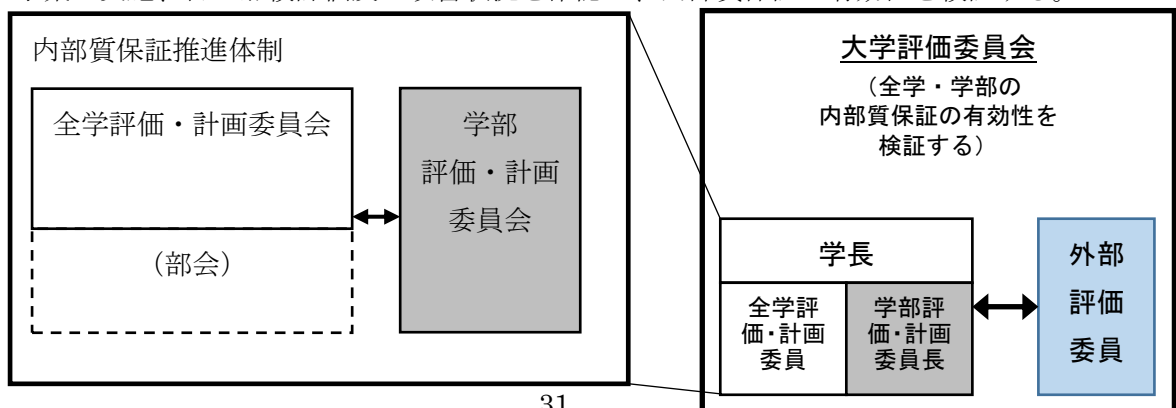 内部質保証推進体制
全学評価・計画委員会
（部会）
学部
評価・計画
委員会
大学評価委員会
（全学・学部の
内部質保証の有効性を
検証する）
学長
全学評
価・計画
委員
学部評
価・計画
委員長
外部
評価
委員
31